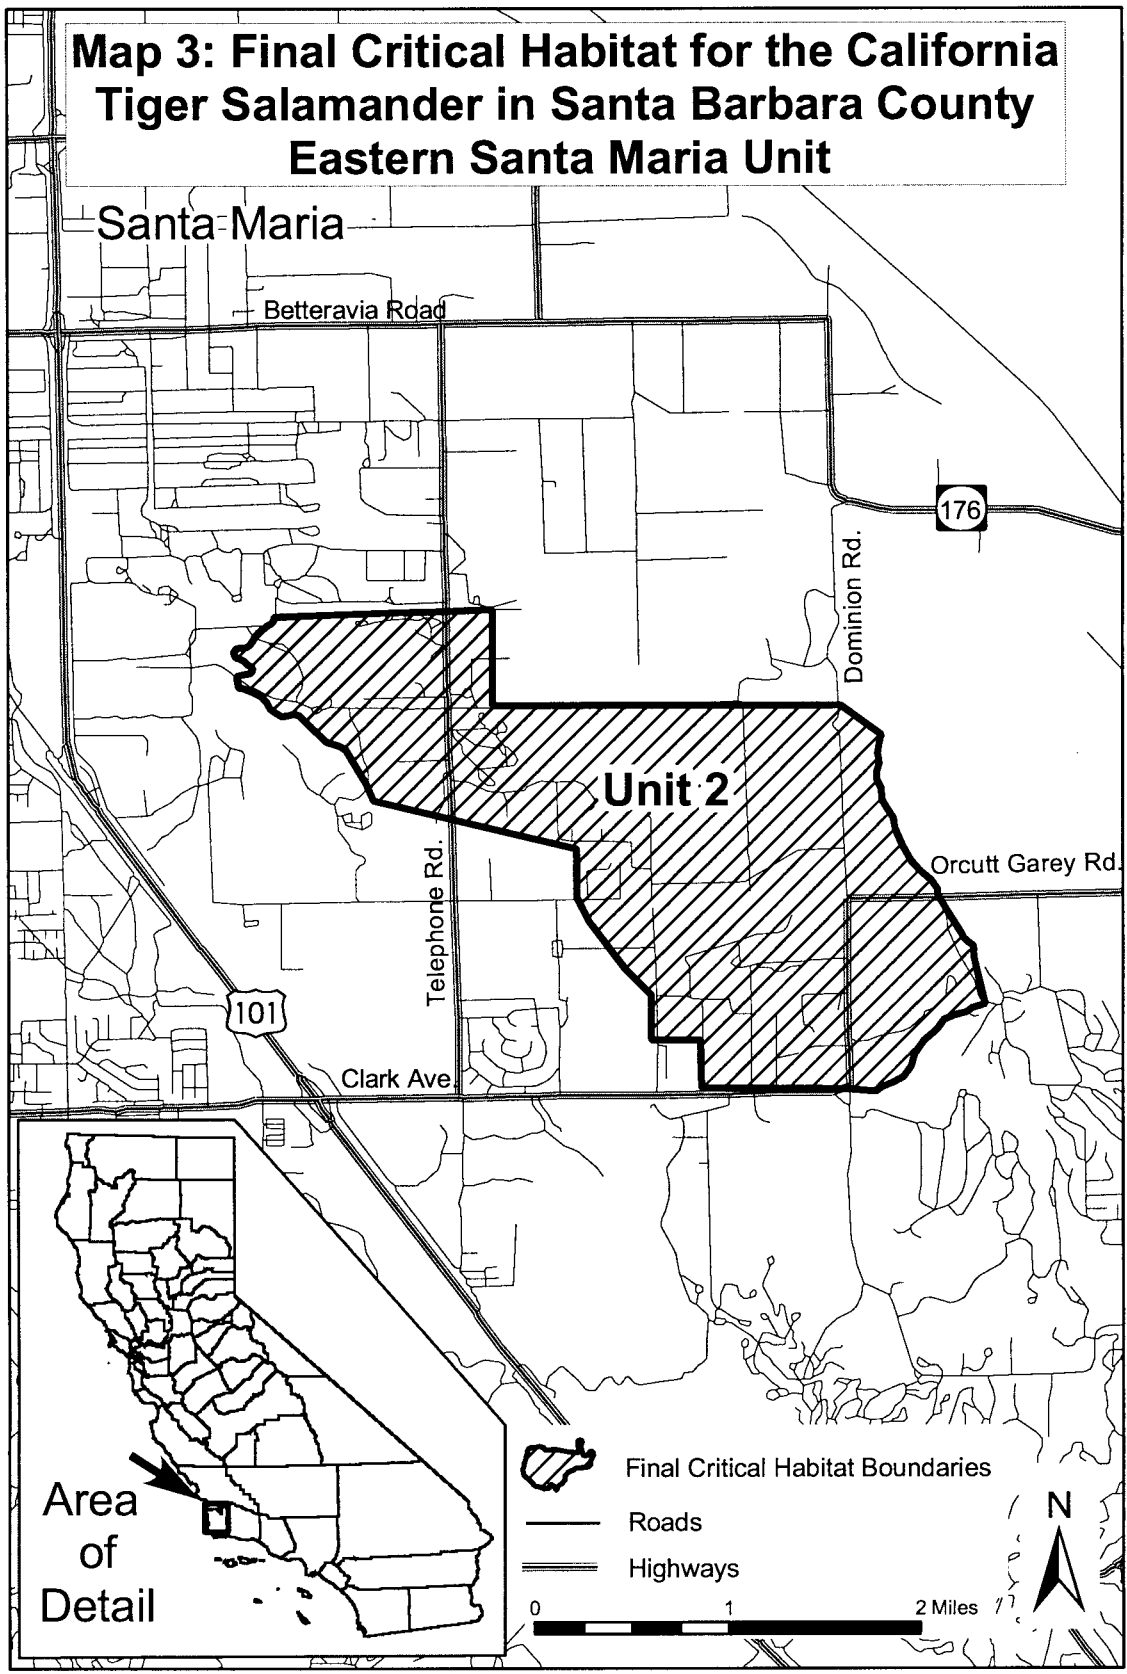 Map 3: Final Critical Habitat for the California
Tiger Salamander in Santa Barbara County
Eastern Santa Maria Unit
Santa Maria
Betteravia Road
176
Dominion Rd.
Unit 2
Orcutt Garey Rd.
Telephone Rd.
101
Clark Ave.
Area
of
Detail
Final Critical Habitat Boundaries
Roads
Highways
N
0 1 2 Miles